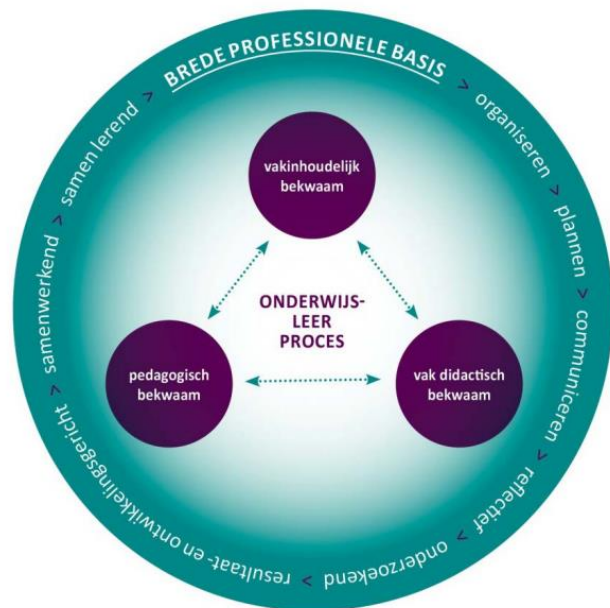 BREDE PROFESSIONELE BASIS > organiseren > plannen > communiceren > reflectief > onderzoekend > resultaat- en ontwikkelingsgericht > samenwerkend > samen lerend >
vakinhoudelijk
bekwaam
ONDERWIJS-
LEER
PROCES
pedagogisch
bekwaam
vak didactisch
bekwaam